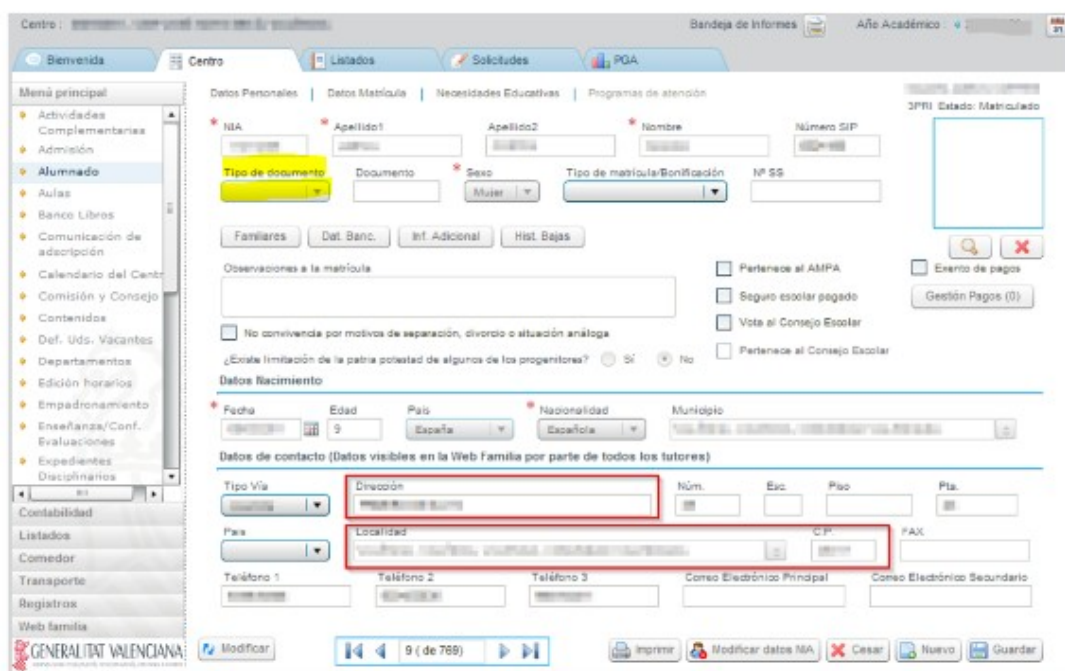 Centro : Bandeja de Informes Año Académico :
Bienvenida Centro Listados Solicitudes PGA
Menú principal
Actividades
Complementarias
Admisión
Alumnado
Aulas
Banco Libros
Comunicación de
adscripción
Calendario del Centr
Comisión y Consejo
Contenidos
Def. Uds. Vacantes
Departamentos
Edición horarios
Empadronamiento
Enseñanza/Conf.
Evaluaciones
Expedientes
Disciplinarios
Contabilidad
Listados
Comedor
Transporte
Registros
Web familia
GENERALITAT VALENCIANA
Datos Personales | Datos Matrícula | Necesidades Educativas | Programas de atención
3PRI Estado: Matriculado
* NIA * Apellido1 Apellido2 * Nombre Número SIP
Tipo de documento Documento * Sexo Tipo de matrícula/Bonificación Nº SS
Mujer
Familiares Dat. Banc. Inf. Adicional Hist. Bajas
Observaciones a la matrícula
Pertenece al AMPA
Exento de pagos
Seguro escolar pagado
Gestión Pagos (0)
Vota al Consejo Escolar
No convivencia por motivos de separación, divorcio o situación análoga
Pertenece al Consejo Escolar
¿Existe limitación de la patria potestad de algunos de los progenitores? Sí No
Datos Nacimiento
* Fecha Edad País * Nacionalidad Municipio
9 España Española
Datos de contacto (Datos visibles en la Web Familia por parte de todos los tutores)
Tipo Vía Dirección Núm. Esc. Piso Pta.
País Localidad C.P. FAX
Teléfono 1 Teléfono 2 Teléfono 3 Correo Electrónico Principal Correo Electrónico Secundario
Modificar 9 ( de 769) Imprimir Modificar datos NIA Cesar Nuevo Guardar